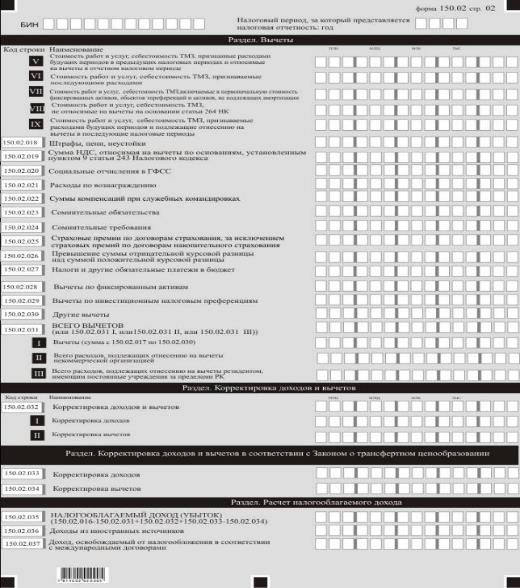 форма 150.02 стр. 02
БИН
Налоговый период, за который представляется
налоговая отчетность: год
Раздел. Вычеты
Код строки Наименование
V Стоимость работ и услуг, себестоимость ТМЗ, признанные расходами
будущих периодов в предыдущих налоговых периодах и относимые
на вычеты в отчетном налоговом периоде
VI Стоимость работ и услуг, себестоимость ТМЗ, признаваемые
последующими расходами
VII Стоимость работ и услуг, себестоимость ТМЗ, включаемые в первоначальную стоимость
фиксированных активов, объектов преференций и активов, не подлежащих амортизации
VIII Стоимость работ и услуг, себестоимость ТМЗ,
не относимые на вычеты на основании статьи 264 НК
IX Стоимость работ и услуг, себестоимость ТМЗ, признаваемые
расходами будущих периодов и подлежащие отнесению на
вычеты в последующие налоговые периоды
150.02.018 Штрафы, пени, неустойки
150.02.019 Сумма НДС, относимая на вычеты по основаниям, установленным
пунктом 9 статьи 243 Налогового кодекса
150.02.020 Социальные отчисления в ГФСС
150.02.021 Расходы по вознаграждению
150.02.022 Суммы компенсаций при служебных командировках
150.02.023 Сомнительные обязательства
150.02.024 Сомнительные требования
150.02.025 Страховые премии по договорам страхования, за исключением
страховых премий по договорам накопительного страхования
150.02.026 Превышение суммы отрицательной курсовой разницы
над суммой положительной курсовой разницы
150.02.027 Налоги и другие обязательные платежи в бюджет
150.02.028 Вычеты по фиксированным активам
150.02.029 Вычеты по инвестиционным налоговым преференциям
150.02.030 Другие вычеты
150.02.031 ВСЕГО ВЫЧЕТОВ
(или 150.02.031 I, или150.02.031 II, или 150.02.031 III))
I Вычеты (сумма с 150.02.017 по 150.02.030)
II Всего расходов, подлежащих отнесению на вычеты
некоммерческой организацией
III Всего расходов, подлежащих отнесению на вычеты резидентом,
имеющим постоянные учреждения за пределами РК
Раздел. Корректировка доходов и вычетов
Код строки Наименование
150.02.032 Корректировка доходов и вычетов
I Корректировка доходов
II Корректировка вычетов
Раздел. Корректировка доходов и вычетов в соответствии с Законом о трансфертном ценообразовании
150.02.033 Корректировка доходов
150.02.034 Корректировка вычетов
Раздел. Расчет налогооблагаемого дохода
150.02.035 НАЛОГООБЛАГАЕМЫЙ ДОХОД (УБЫТОК)
(150.02.016-150.02.031+150.02.032+150.02.033-150.02.034)
150.02.036 Доходы из иностранных источников
150.02.037 Доход, освобождаемый от налогообложения в соответствии
с международными договорами